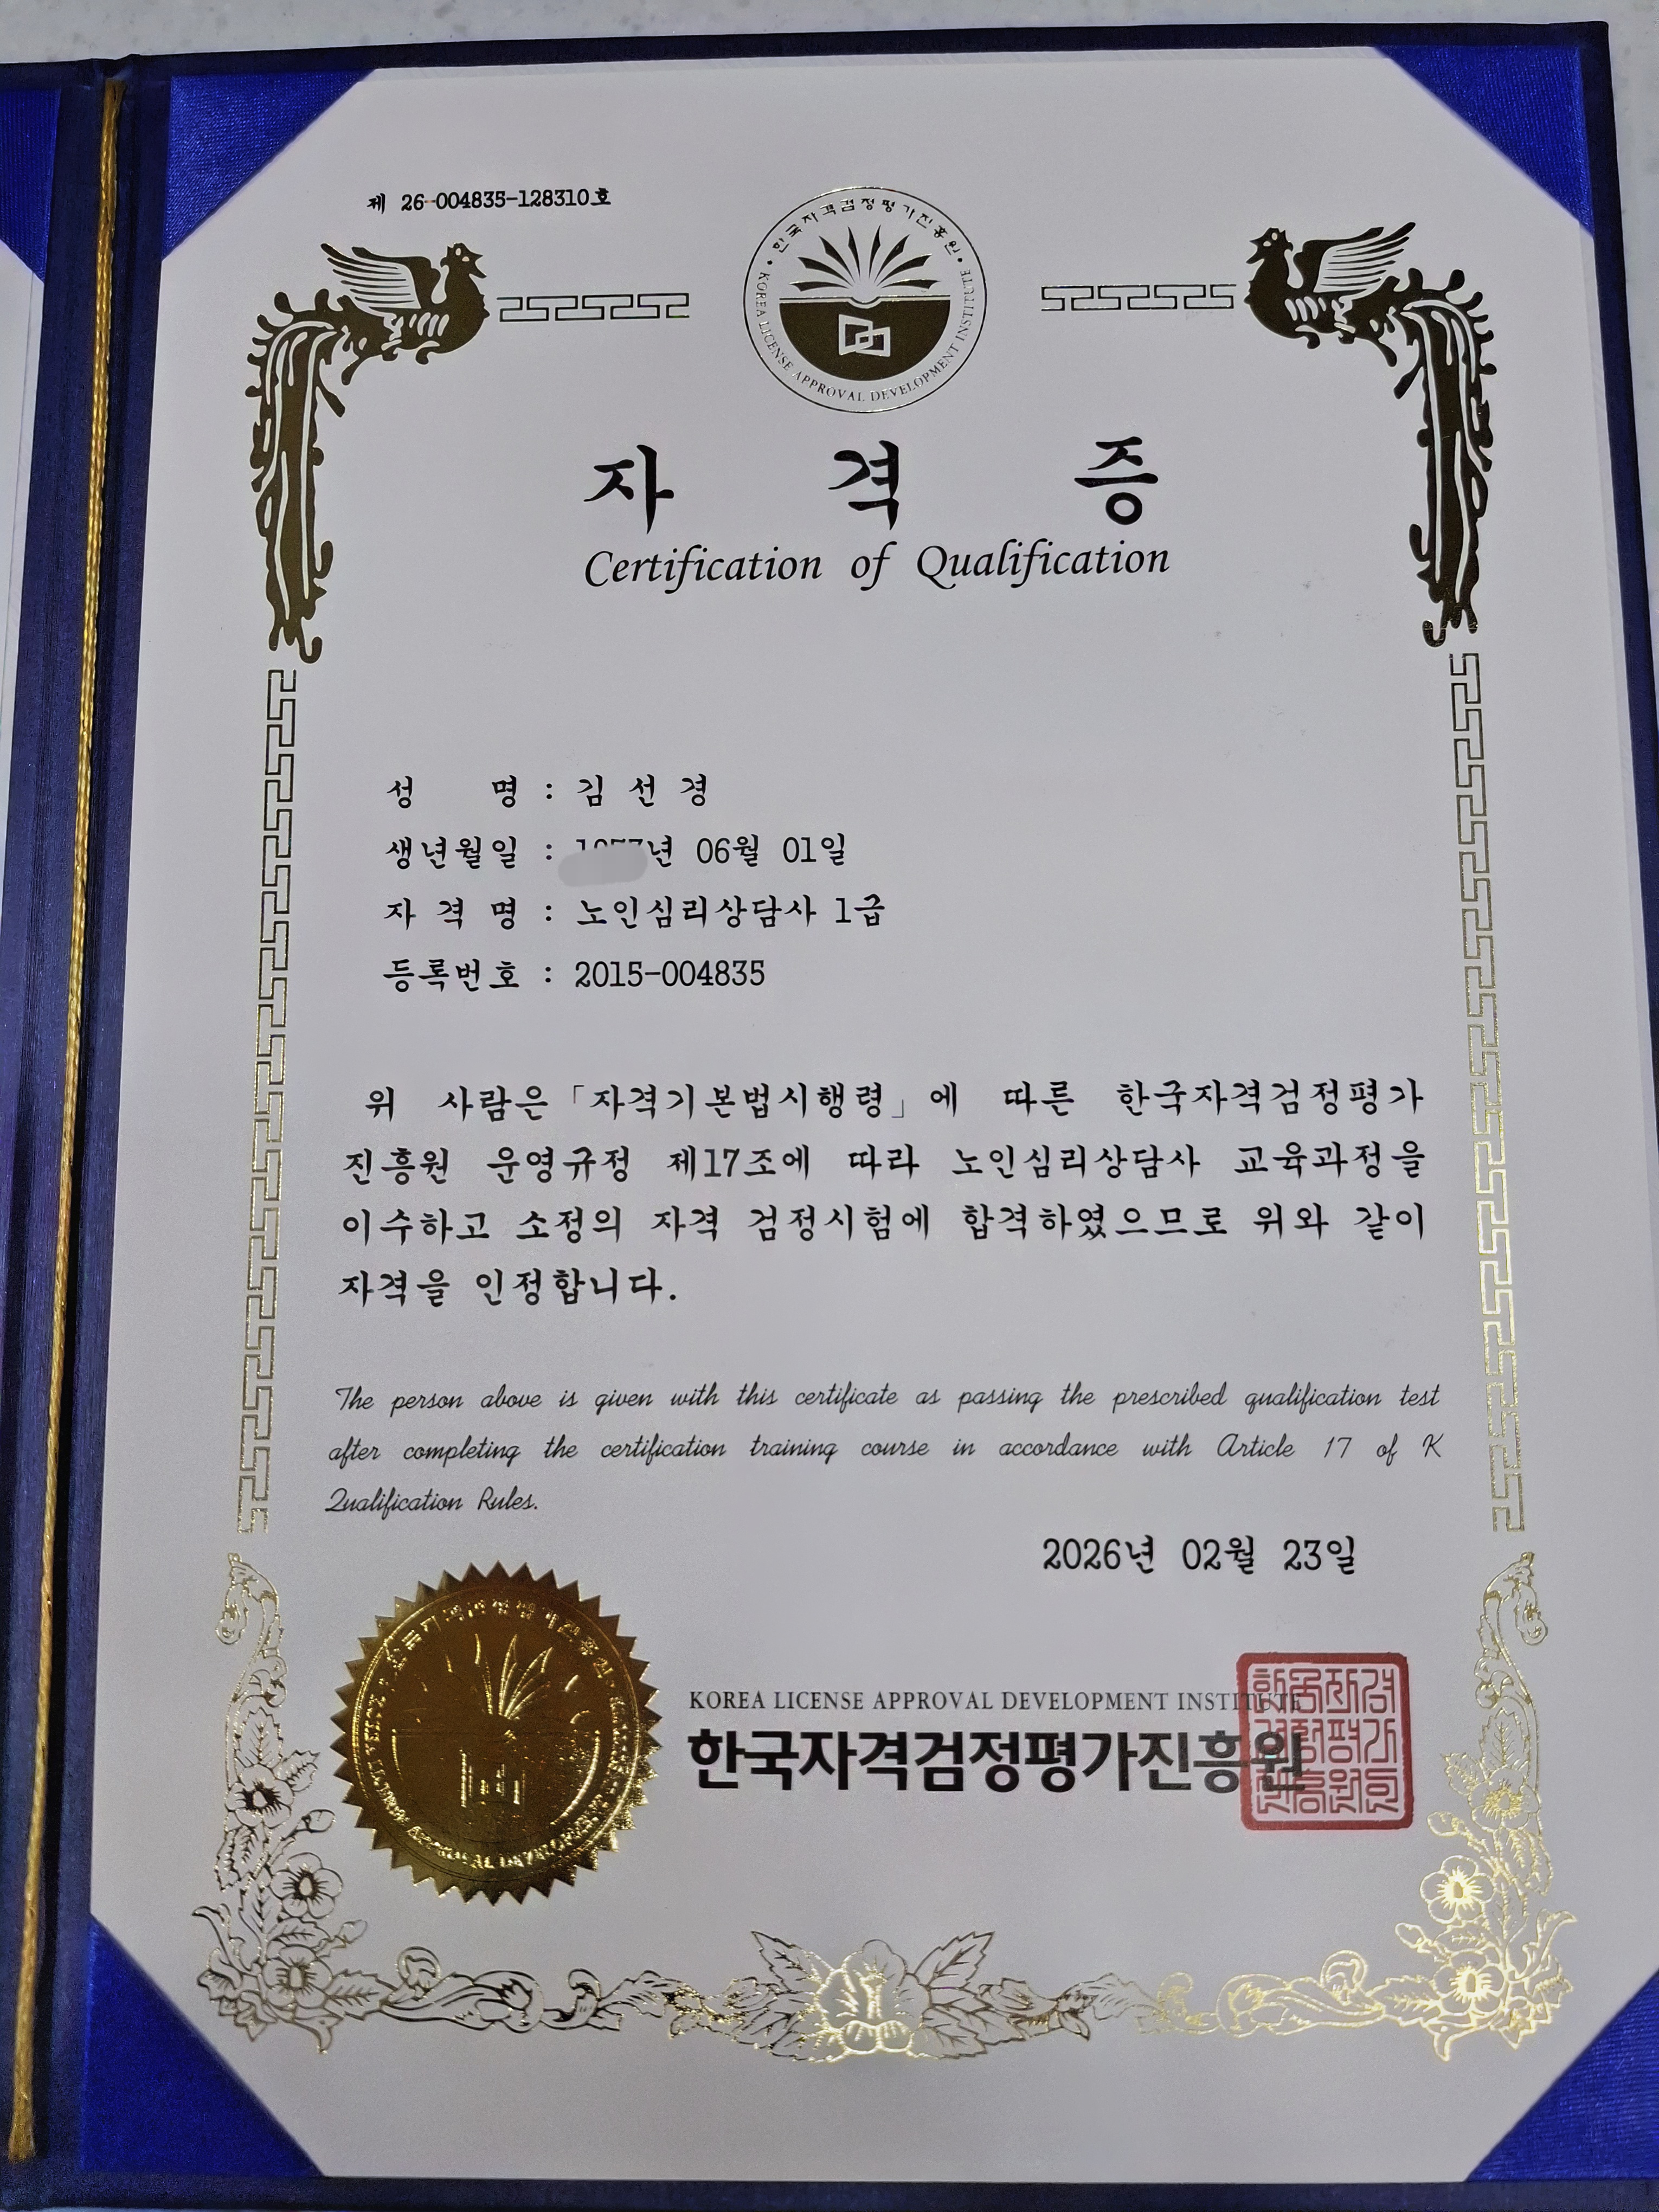 제 26-004835-128310호
한국자격검정평가진흥원
KOREA LICENSE APPROVAL DEVELOPMENT INSTITUTE
자 격 증
Certification of Qualification
성 명 : 김 선 경
생년월일 : 년 06월 01일
자 격 명 : 노인심리상담사 1급
등록번호 : 2015-004835
위 사람은 「자격기본법시행령」에 따른 한국자격검정평가
진흥원 운영규정 제17조에 따라 노인심리상담사 교육과정을
이수하고 소정의 자격 검정시험에 합격하였으므로 위와 같이
자격을 인정합니다.
The person above is given with this certificate as passing the prescribed qualification test
after completing the certification training course in accordance with Article 17 of K
Qualification Rules.
2026년 02월 23일
KOREA LICENSE APPROVAL DEVELOPMENT INSTITUTE
한국자격검정평가진흥원